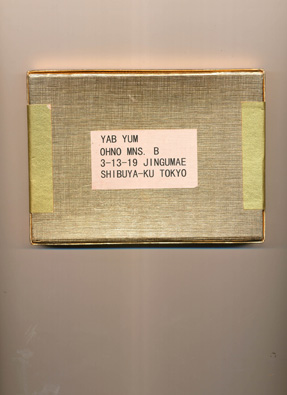 YAB YUM
OHNO MNS. B
3-13-19 JINGUMAE
SHIBUYA-KU TOKYO